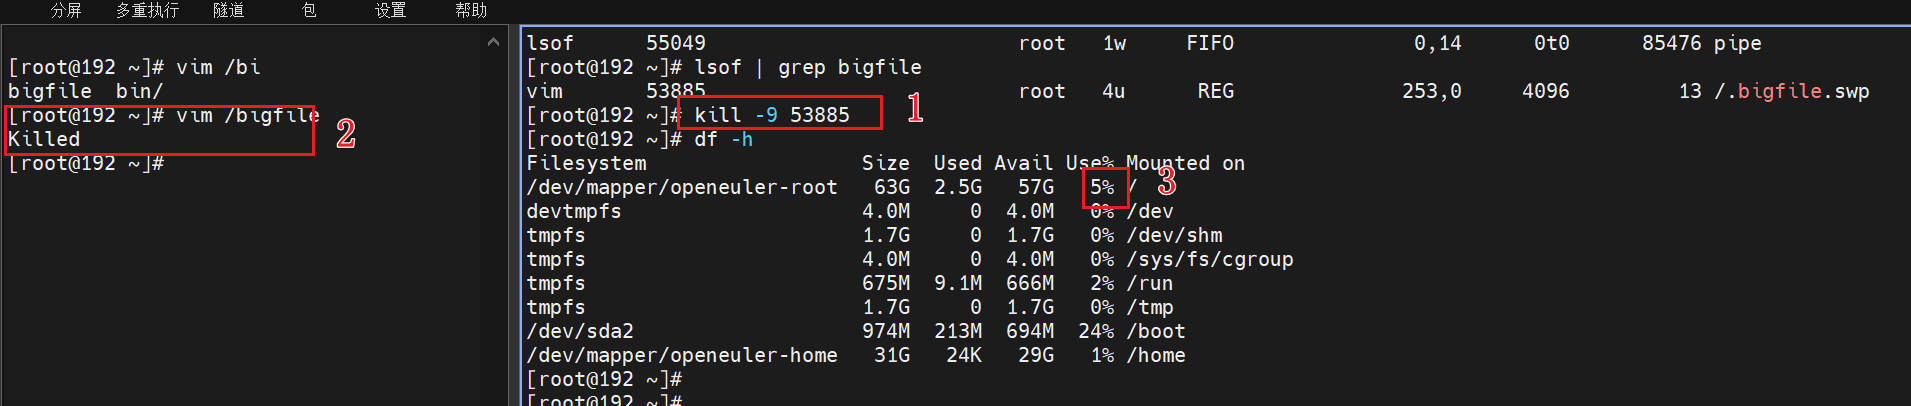 分屏 多重执行 隧道 包 设置 帮助
[root@192 ~]# vim /bi
bigfile  bin/
[root@192 ~]# vim /bigfile
Killed
[root@192 ~]#
2
lsof      55049                          root   1w     FIFO               0,14      0t0      85476 pipe
[root@192 ~]# lsof | grep bigfile
vim       53885                          root   4u      REG              253,0     4096         13 /.bigfile.swp
[root@192 ~]# kill -9 53885
1
[root@192 ~]# df -h
Filesystem                  Size  Used Avail Use% Mounted on
/dev/mapper/openeuler-root   63G  2.5G   57G   5% /
3
devtmpfs                    4.0M     0  4.0M   0% /dev
tmpfs                       1.7G     0  1.7G   0% /dev/shm
tmpfs                       4.0M     0  4.0M   0% /sys/fs/cgroup
tmpfs                       675M  9.1M  666M   2% /run
tmpfs                       1.7G     0  1.7G   0% /tmp
/dev/sda2                   974M  213M  694M  24% /boot
/dev/mapper/openeuler-home   31G   24K   29G   1% /home
[root@192 ~]#
[root@192 ~]#